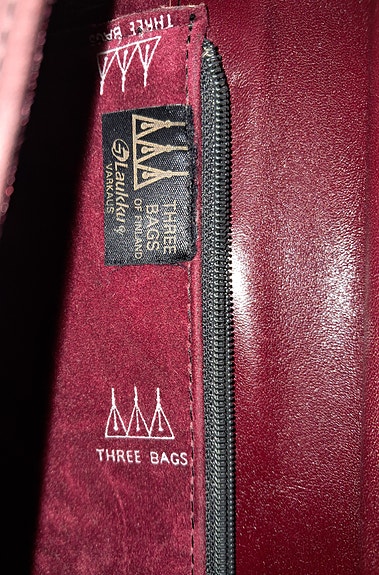 THREE BAGS
THREE
BAGS
OF FINLAND
Laukku
VARKAUS
THREE BAGS